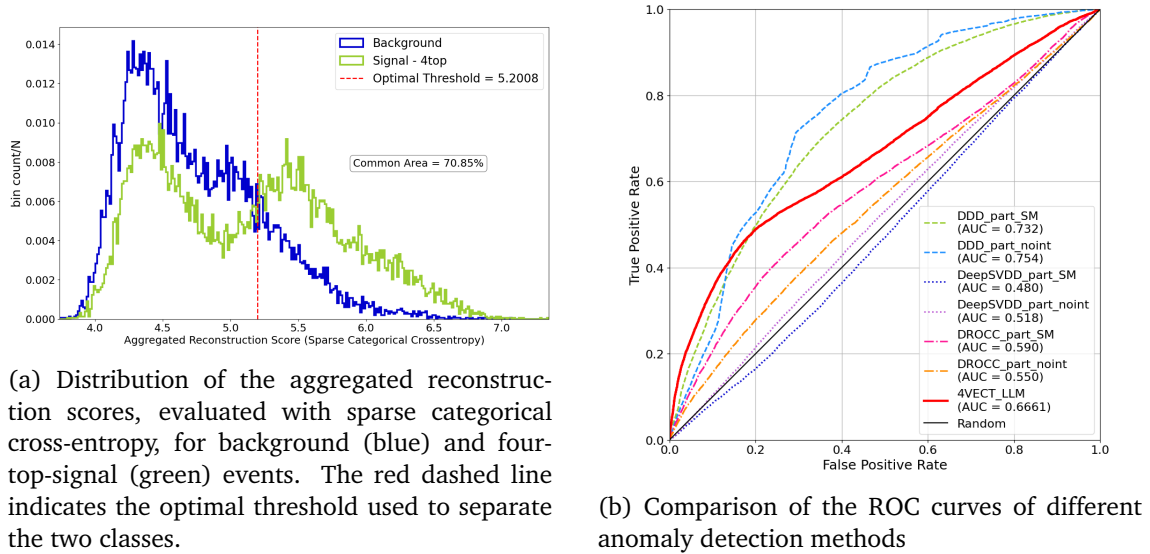 0.014
0.012
0.010
0.008
0.006
0.004
0.002
0.000
bin count/N
4.0 4.5 5.0 5.5 6.0 6.5 7.0
Aggregated Reconstruction Score (Sparse Categorical Crossentropy)
Background
Signal - 4top
Optimal Threshold = 5.2008
Common Area = 70.85%
(a) Distribution of the aggregated reconstruc-
tion scores, evaluated with sparse categorical
cross-entropy, for background (blue) and four-
top-signal (green) events. The red dashed line
indicates the optimal threshold used to separate
the two classes.
1.0
0.8
0.6
0.4
0.2
0.0
True Positive Rate
0.0 0.2 0.4 0.6 0.8 1.0
False Positive Rate
DDD_part_SM
(AUC = 0.732)
DDD_part_noint
(AUC = 0.754)
DeepSVDD_part_SM
(AUC = 0.480)
DeepSVDD_part_noint
(AUC = 0.518)
DROCC_part_SM
(AUC = 0.590)
DROCC_part_noint
(AUC = 0.550)
4VECT_LLM
(AUC = 0.6661)
Random
(b) Comparison of the ROC curves of different
anomaly detection methods